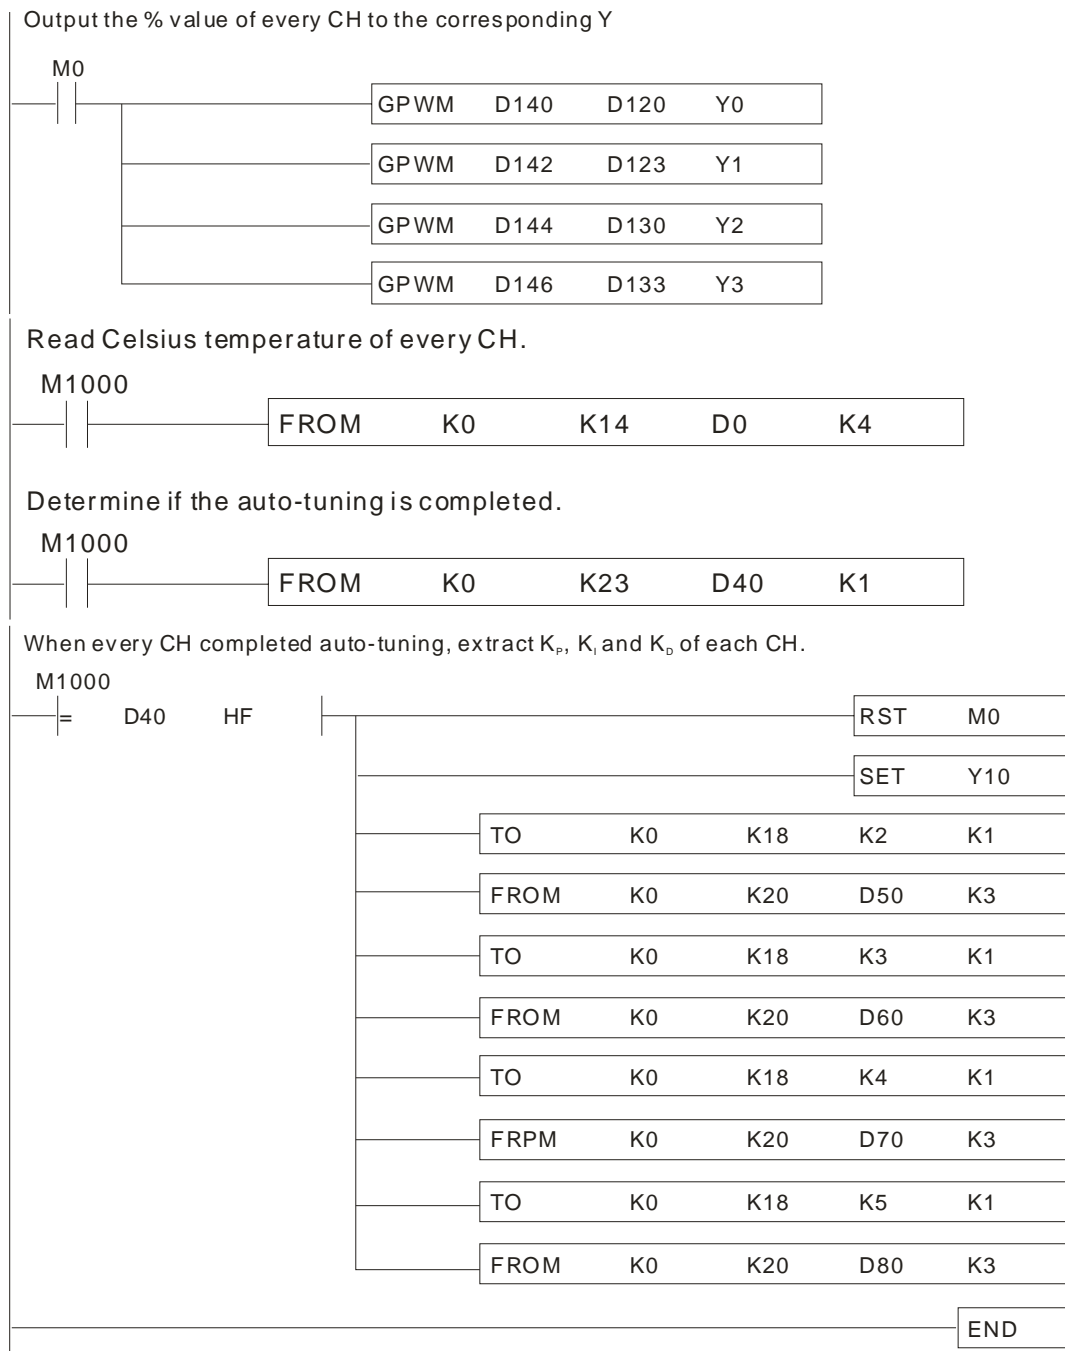 Output the % value of every CH to the corresponding Y
M0
GPWM D140 D120 Y0
GPWM D142 D123 Y1
GPWM D144 D130 Y2
GPWM D146 D133 Y3
Read Celsius temperature of every CH.
M1000
FROM K0 K14 D0 K4
Determine if the auto-tuning is completed.
M1000
FROM K0 K23 D40 K1
When every CH completed auto-tuning, extract KP, KI and KD of each CH.
M1000
= D40 HF
RST M0
SET Y10
TO K0 K18 K2 K1
FROM K0 K20 D50 K3
TO K0 K18 K3 K1
FROM K0 K20 D60 K3
TO K0 K18 K4 K1
FRPM K0 K20 D70 K3
TO K0 K18 K5 K1
FROM K0 K20 D80 K3
END